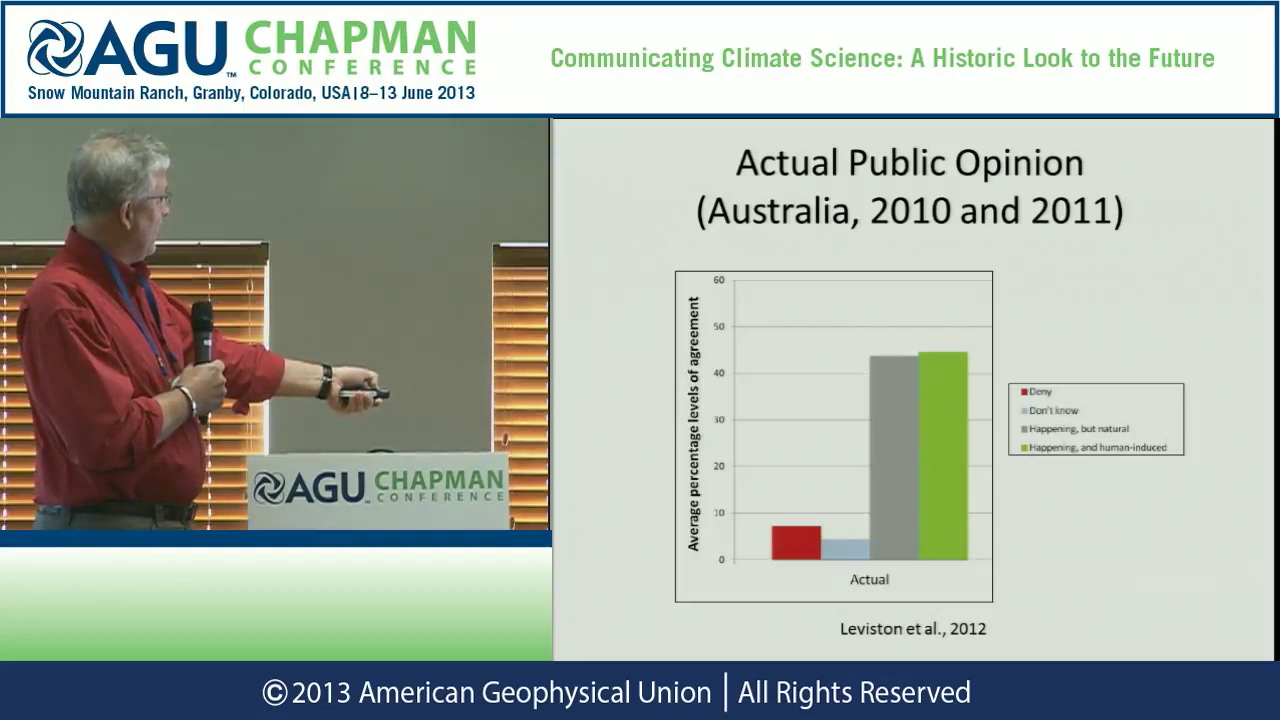 AGU™ CHAPMAN
CONFERENCE
Snow Mountain Ranch, Granby, Colorado, USA|8–13 June 2013
Communicating Climate Science: A Historic Look to the Future
AGU™ CHAPMAN
CONFERENCE
Actual Public Opinion
(Australia, 2010 and 2011)
Average percentage levels of agreement
60
50
40
30
20
10
0
Actual
Deny
Don't know
Happening, but natural
Happening, and human-induced
Leviston et al., 2012
©2013 American Geophysical Union | All Rights Reserved